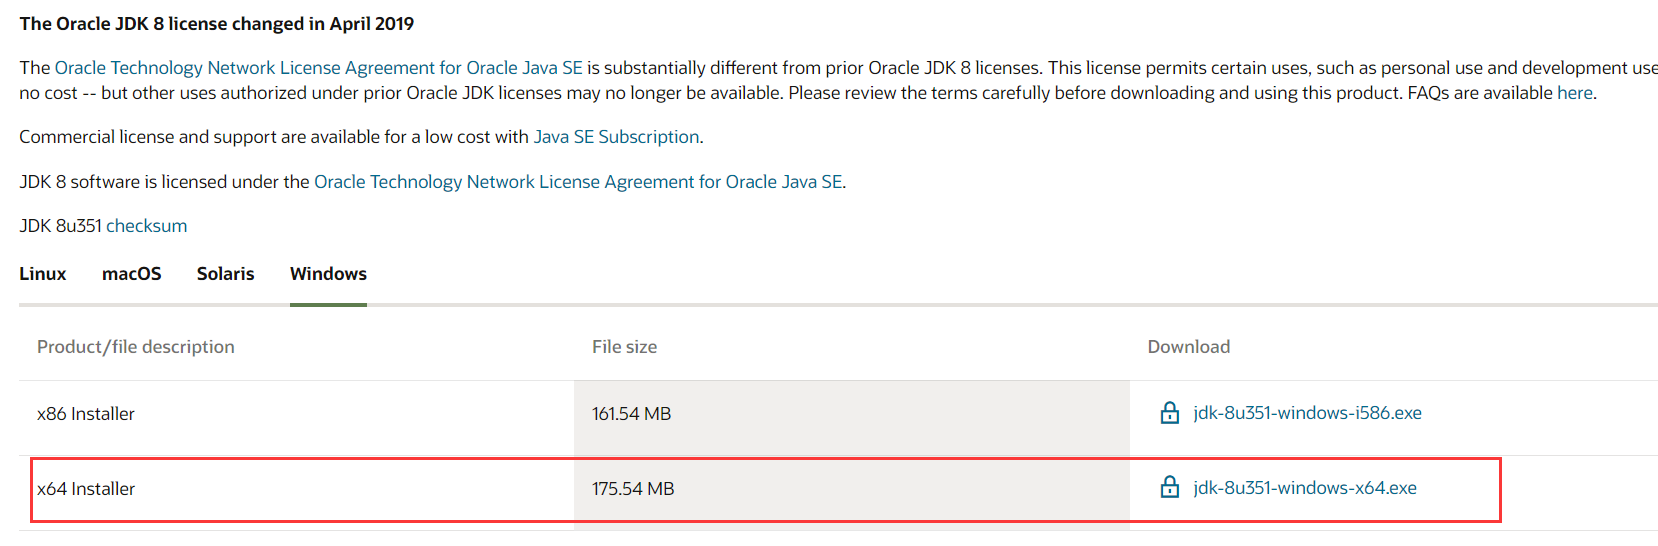 The Oracle JDK 8 license changed in April 2019
The Oracle Technology Network License Agreement for Oracle Java SE is substantially different from prior Oracle JDK 8 licenses. This license permits certain uses, such as personal use and development use
no cost -- but other uses authorized under prior Oracle JDK licenses may no longer be available. Please review the terms carefully before downloading and using this product. FAQs are available here.
Commercial license and support are available for a low cost with Java SE Subscription.
JDK 8 software is licensed under the Oracle Technology Network License Agreement for Oracle Java SE.
JDK 8u351 checksum
Linux macOS Solaris Windows
Product/file description File size Download
x86 Installer 161.54 MB jdk-8u351-windows-i586.exe
x64 Installer 175.54 MB jdk-8u351-windows-x64.exe